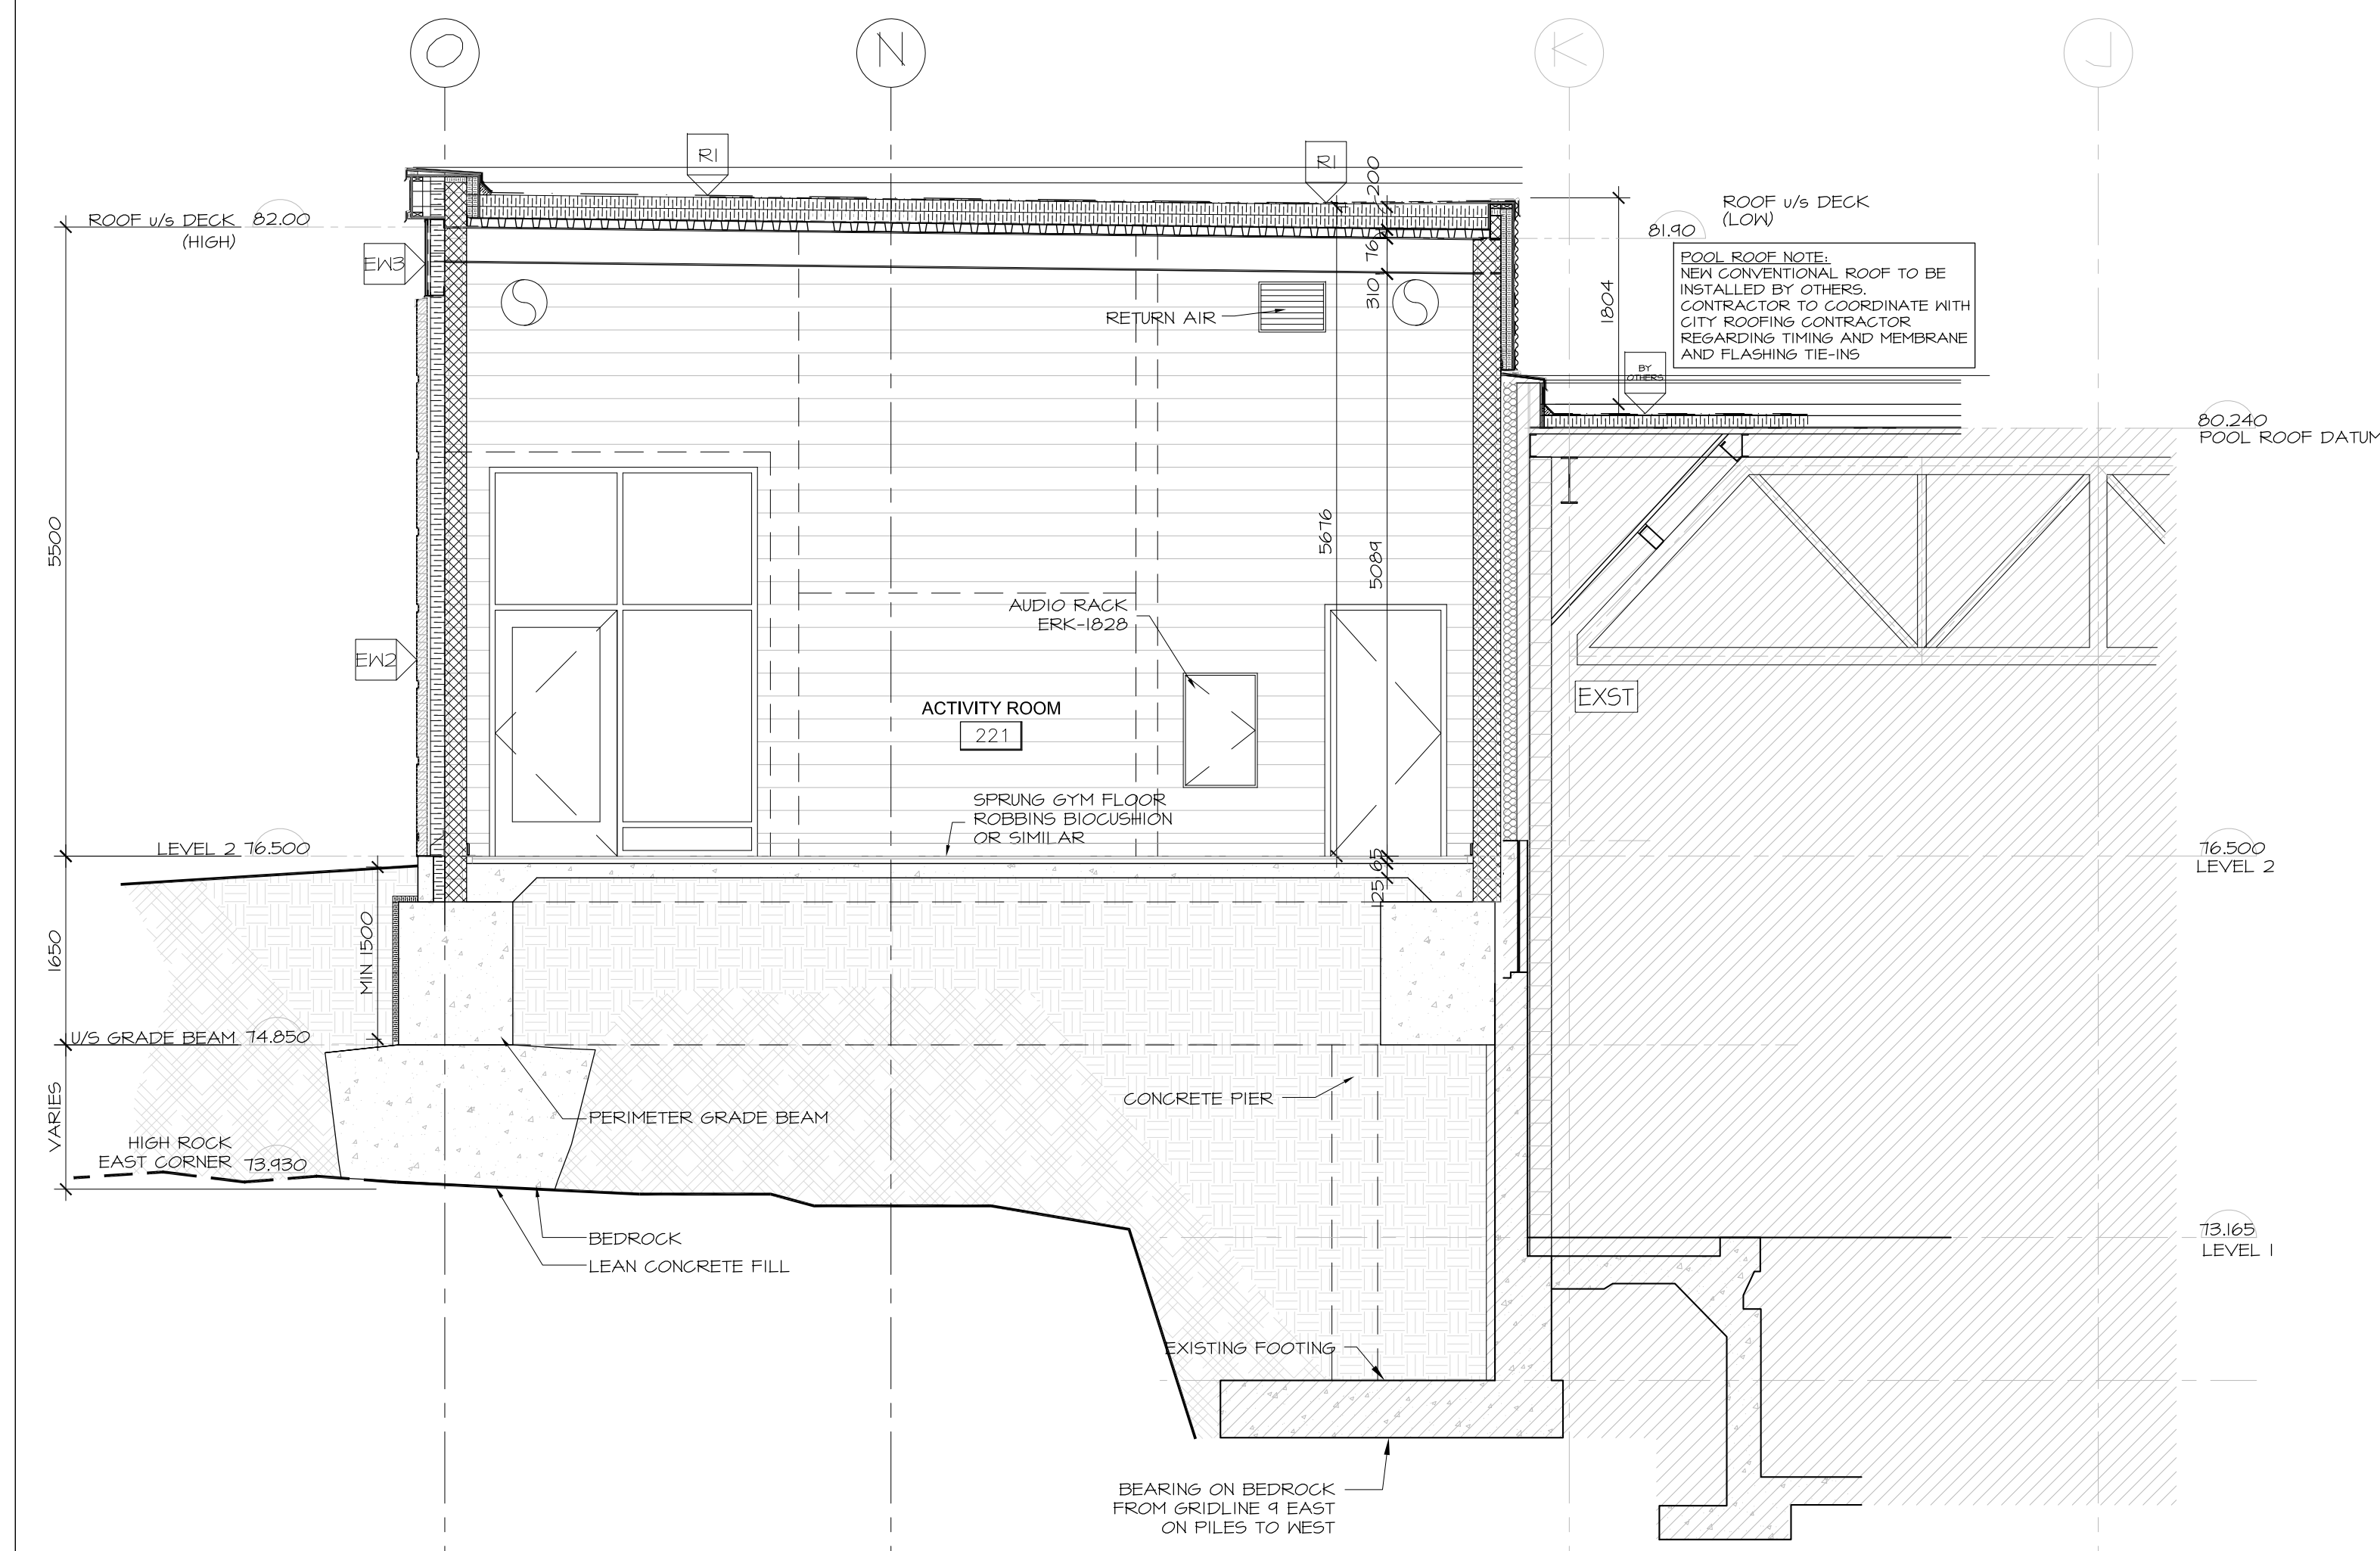 O
N
K
J
R1
R1
200
ROOF u/s DECK 82.00
(HIGH)
ROOF u/s DECK
(LOW)
81.90
EW3
76
310
1804
POOL ROOF NOTE:
NEW CONVENTIONAL ROOF TO BE
INSTALLED BY OTHERS.
CONTRACTOR TO COORDINATE WITH
CITY ROOFING CONTRACTOR
REGARDING TIMING AND MEMBRANE
AND FLASHING TIE-INS
RETURN AIR
BY
OTHERS
80.240
POOL ROOF DATUM
5500
5676
5089
AUDIO RACK
ERK-1828
EW2
EXST
ACTIVITY ROOM
221
SPRUNG GYM FLOOR
ROBBINS BIOCUSHION
OR SIMILAR
LEVEL 2 76.500
76.500
LEVEL 2
65
125
1650
MIN 1500
U/S GRADE BEAM 74.850
VARIES
CONCRETE PIER
PERIMETER GRADE BEAM
HIGH ROCK
EAST CORNER 73.930
73.165
LEVEL 1
BEDROCK
LEAN CONCRETE FILL
EXISTING FOOTING
BEARING ON BEDROCK
FROM GRIDLINE 9 EAST
ON PILES TO WEST